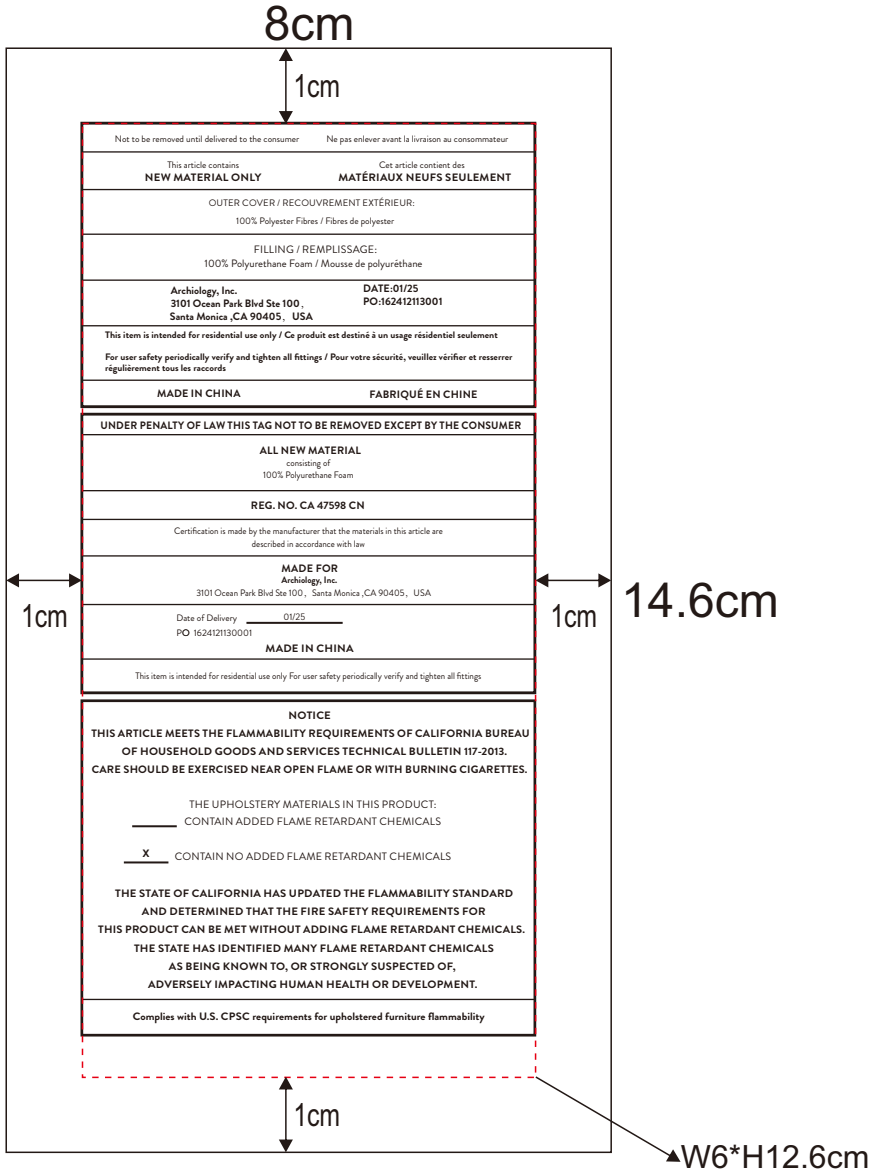 8cm
1cm
Not to be removed until delivered to the consumer Ne pas enlever avant la livraison au consommateur
This article contains Cet article contient des
NEW MATERIAL ONLY MATÉRIAUX NEUFS SEULEMENT
OUTER COVER / RECOUVREMENT EXTÉRIEUR:
100% Polyester Fibres / Fibres de polyester
FILLING / REMPLISSAGE:
100% Polyurethane Foam / Mousse de polyuréthane
Archiology, Inc. DATE:01/25
3101 Ocean Park Blvd Ste 100 , PO:162412113001
Santa Monica ,CA 90405, USA
This item is intended for residential use only / Ce produit est destiné à un usage résidentiel seulement
For user safety periodically verify and tighten all fittings / Pour votre sécurité, veuillez vérifier et resserrer
régulièrement tous les raccords
MADE IN CHINA FABRIQUÉ EN CHINE
UNDER PENALTY OF LAW THIS TAG NOT TO BE REMOVED EXCEPT BY THE CONSUMER
ALL NEW MATERIAL
consisting of
100% Polyurethane Foam
REG. NO. CA 47598 CN
Certification is made by the manufacturer that the materials in this article are
described in accordance with law
MADE FOR
Archiology, Inc.
3101 Ocean Park Blvd Ste 100 , Santa Monica ,CA 90405, USA
1cm 1cm 14.6cm
Date of Delivery 01/25
PO 1624121130001
MADE IN CHINA
This item is intended for residential use only For user safety periodically verify and tighten all fittings
NOTICE
THIS ARTICLE MEETS THE FLAMMABILITY REQUIREMENTS OF CALIFORNIA BUREAU
OF HOUSEHOLD GOODS AND SERVICES TECHNICAL BULLETIN 117-2013.
CARE SHOULD BE EXERCISED NEAR OPEN FLAME OR WITH BURNING CIGARETTES.
THE UPHOLSTERY MATERIALS IN THIS PRODUCT:
CONTAIN ADDED FLAME RETARDANT CHEMICALS
X CONTAIN NO ADDED FLAME RETARDANT CHEMICALS
THE STATE OF CALIFORNIA HAS UPDATED THE FLAMMABILITY STANDARD
AND DETERMINED THAT THE FIRE SAFETY REQUIREMENTS FOR
THIS PRODUCT CAN BE MET WITHOUT ADDING FLAME RETARDANT CHEMICALS.
THE STATE HAS IDENTIFIED MANY FLAME RETARDANT CHEMICALS
AS BEING KNOWN TO, OR STRONGLY SUSPECTED OF,
ADVERSELY IMPACTING HUMAN HEALTH OR DEVELOPMENT.
Complies with U.S. CPSC requirements for upholstered furniture flammability
1cm
W6*H12.6cm